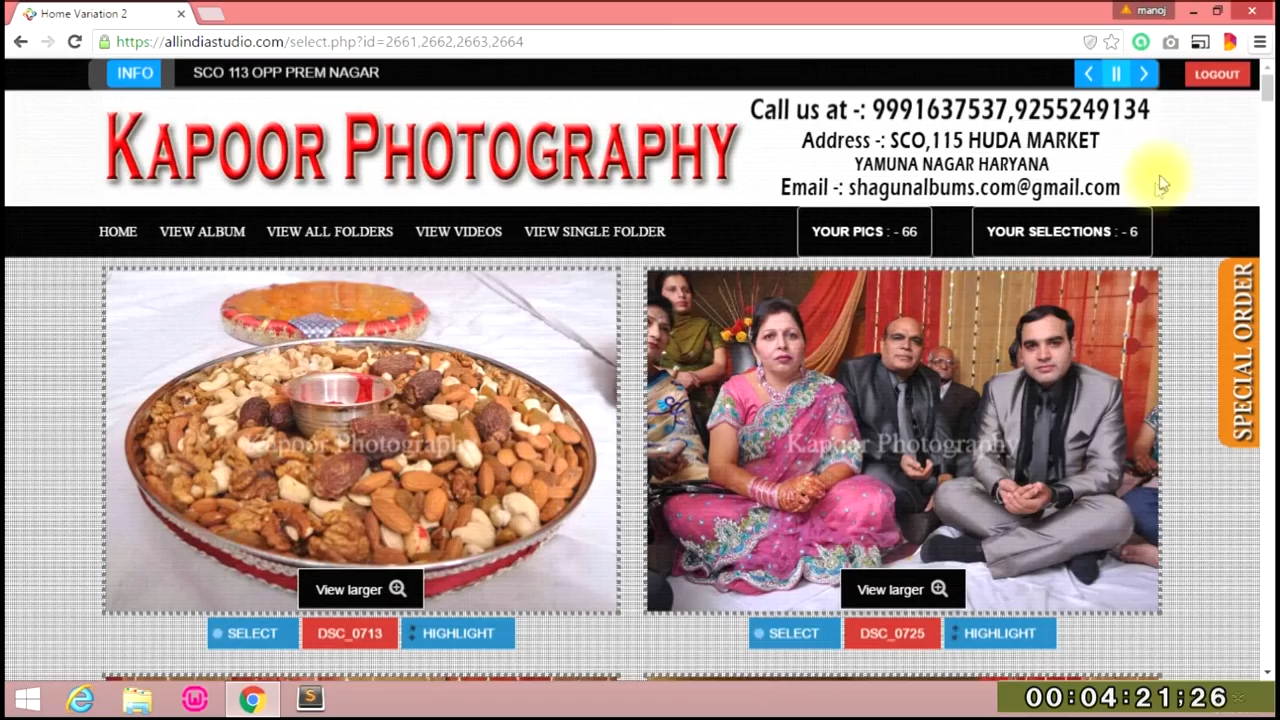 Home Variation 2
manoj
https://allindiastudio.com/select.php?id=2661,2662,2663,2664
INFO SCO 113 OPP PREM NAGAR
LOGOUT
KAPOOR PHOTOGRAPHY
Call us at -: 9991637537,9255249134
Address -: SCO,115 HUDA MARKET
YAMUNA NAGAR HARYANA
Email -: shagunalbums.com@gmail.com
HOME VIEW ALBUM VIEW ALL FOLDERS VIEW VIDEOS VIEW SINGLE FOLDER YOUR PICS : - 66 YOUR SELECTIONS : - 6
SPECIAL ORDER
Kapoor Photography
Kapoor Photography
View larger
View larger
SELECT DSC_0713 HIGHLIGHT
SELECT DSC_0725 HIGHLIGHT
00:04:21;26